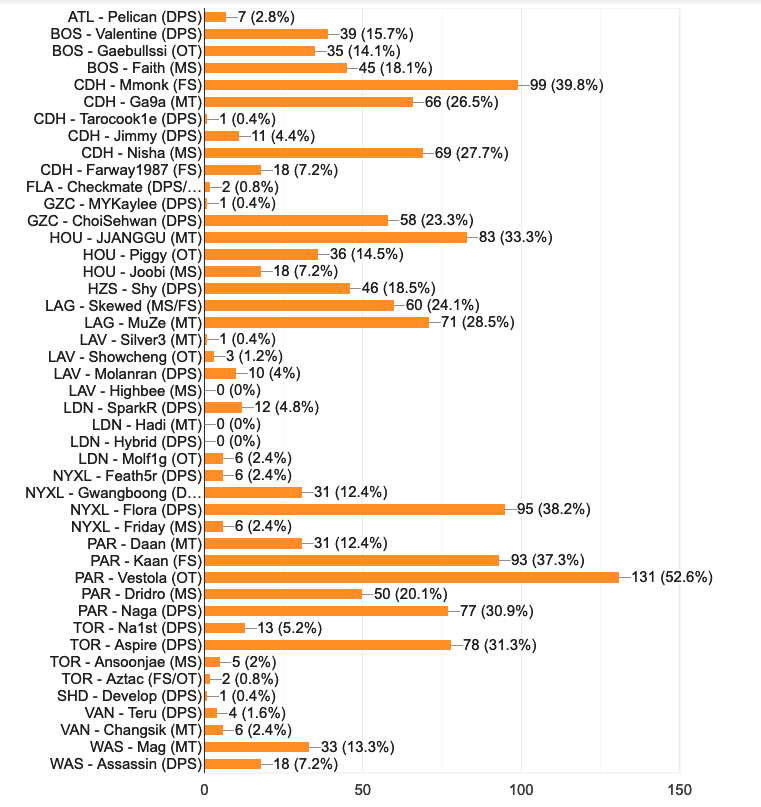 ATL - Pelican (DPS) 7 (2.8%)
BOS - Valentine (DPS) 39 (15.7%)
BOS - Gaebullssi (OT) 35 (14.1%)
BOS - Faith (MS) 45 (18.1%)
CDH - Mmonk (FS) 99 (39.8%)
CDH - Ga9a (MT) 66 (26.5%)
CDH - Tarocook1e (DPS) 1 (0.4%)
CDH - Jimmy (DPS) 11 (4.4%)
CDH - Nisha (MS) 69 (27.7%)
CDH - Farway1987 (FS) 18 (7.2%)
FLA - Checkmate (DPS/... 2 (0.8%)
GZC - MYKaylee (DPS) 1 (0.4%)
GZC - ChoiSehwan (DPS) 58 (23.3%)
HOU - JJANGGU (MT) 83 (33.3%)
HOU - Piggy (OT) 36 (14.5%)
HOU - Joobi (MS) 18 (7.2%)
HZS - Shy (DPS) 46 (18.5%)
LAG - Skewed (MS/FS) 60 (24.1%)
LAG - MuZe (MT) 71 (28.5%)
LAV - Silver3 (MT) 1 (0.4%)
LAV - Showcheng (OT) 3 (1.2%)
LAV - Molanran (DPS) 10 (4%)
LAV - Highbee (MS) 0 (0%)
LDN - SparkR (DPS) 12 (4.8%)
LDN - Hadi (MT) 0 (0%)
LDN - Hybrid (DPS) 0 (0%)
LDN - Molf1g (OT) 6 (2.4%)
NYXL - Feath5r (DPS) 6 (2.4%)
NYXL - Gwangboong (D... 31 (12.4%)
NYXL - Flora (DPS) 95 (38.2%)
NYXL - Friday (MS) 6 (2.4%)
PAR - Daan (MT) 31 (12.4%)
PAR - Kaan (FS) 93 (37.3%)
PAR - Vestola (OT) 131 (52.6%)
PAR - Dridro (MS) 50 (20.1%)
PAR - Naga (DPS) 77 (30.9%)
TOR - Na1st (DPS) 13 (5.2%)
TOR - Aspire (DPS) 78 (31.3%)
TOR - Ansoonjae (MS) 5 (2%)
TOR - Aztac (FS/OT) 2 (0.8%)
SHD - Develop (DPS) 1 (0.4%)
VAN - Teru (DPS) 4 (1.6%)
VAN - Changsik (MT) 6 (2.4%)
WAS - Mag (MT) 33 (13.3%)
WAS - Assassin (DPS) 18 (7.2%)
0 50 100 150